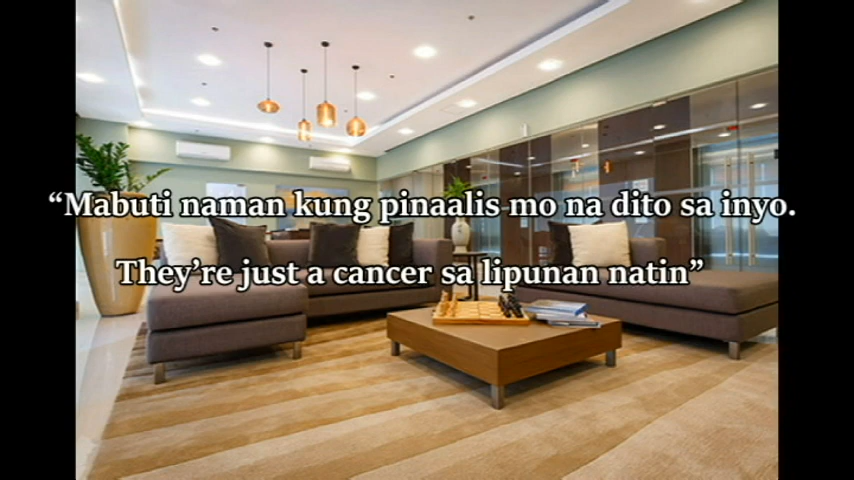 “Mabuti naman kung pinaalis mo na dito sa inyo.
They’re just a cancer sa lipunan natin”